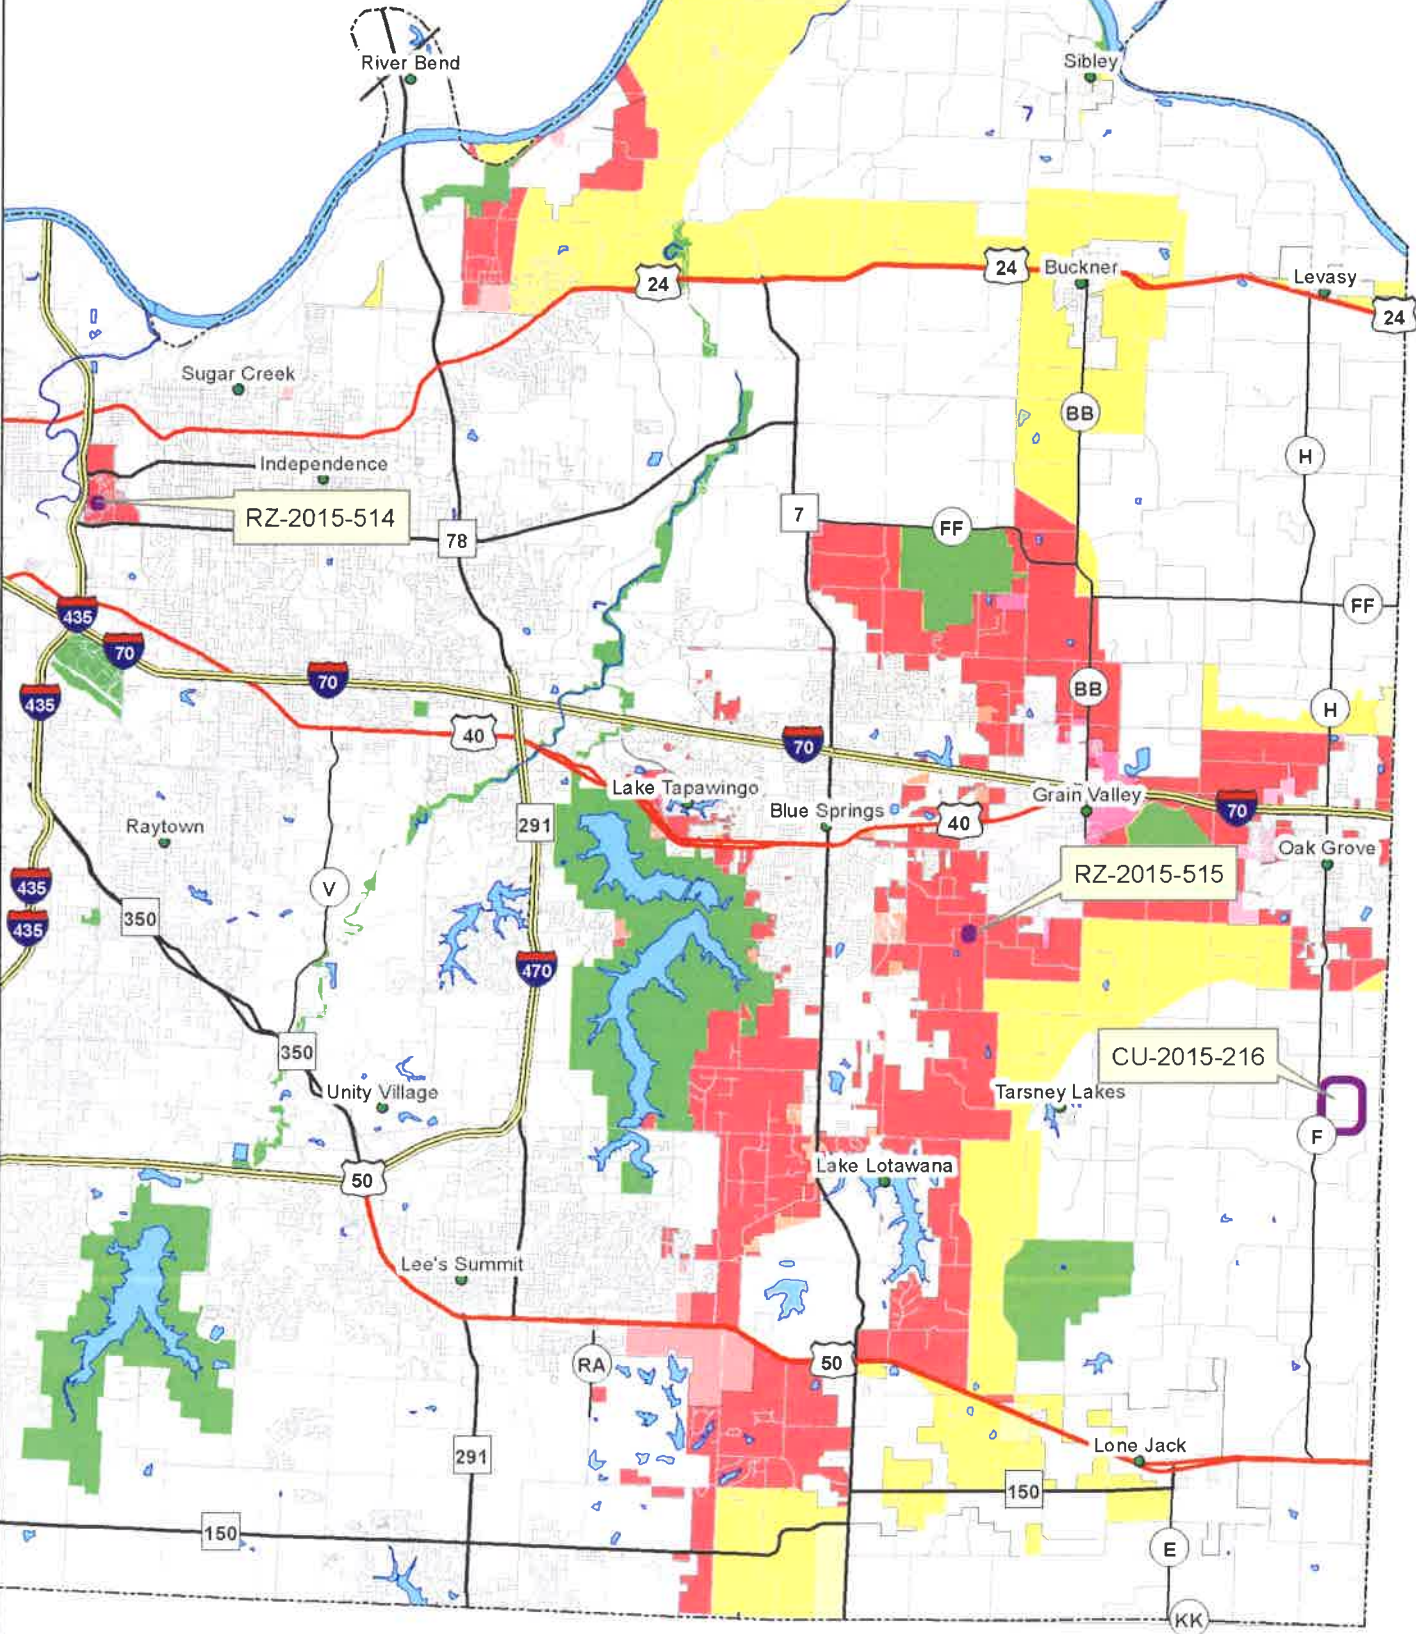 River Bend
Sibley
24
24
Buckner
Levasy
24
Sugar Creek
BB
Independence
H
RZ-2015-514
7
FF
78
435
FF
70
70
435
BB
H
40
70
Lake Tapawingo
Grain Valley
Blue Springs
70
291
40
Raytown
Oak Grove
RZ-2015-515
435
V
350
435
470
CU-2015-216
350
Unity Village
Tarsney Lakes
F
Lake Lotawana
50
Lee's Summit
50
RA
Lone Jack
291
150
150
E
KK